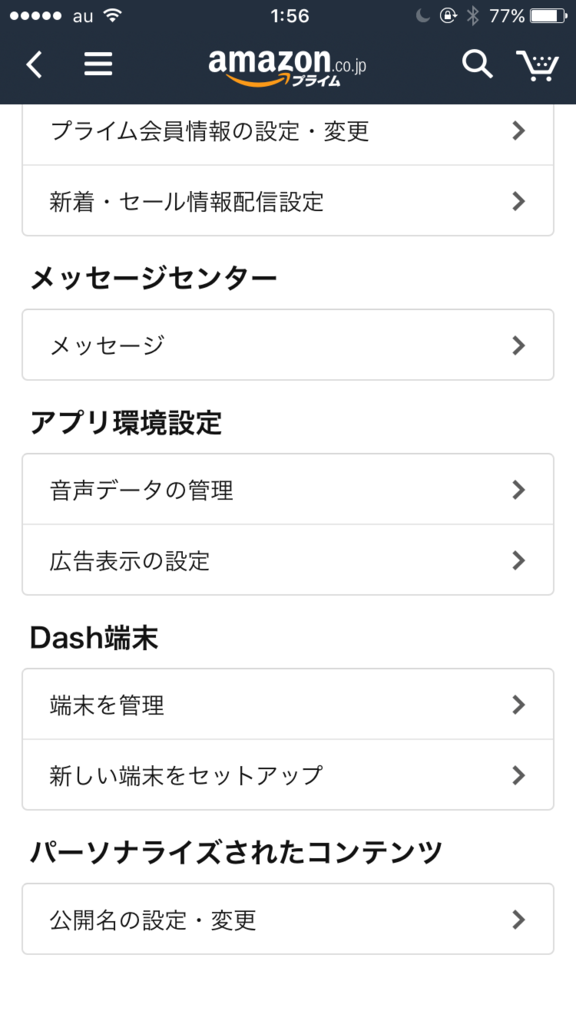 au 1:56 77%
amazon.co.jp
プライム
プライム会員情報の設定・変更
新着・セール情報配信設定
メッセージセンター
メッセージ
アプリ環境設定
音声データの管理
広告表示の設定
Dash端末
端末を管理
新しい端末をセットアップ
パーソナライズされたコンテンツ
公開名の設定・変更